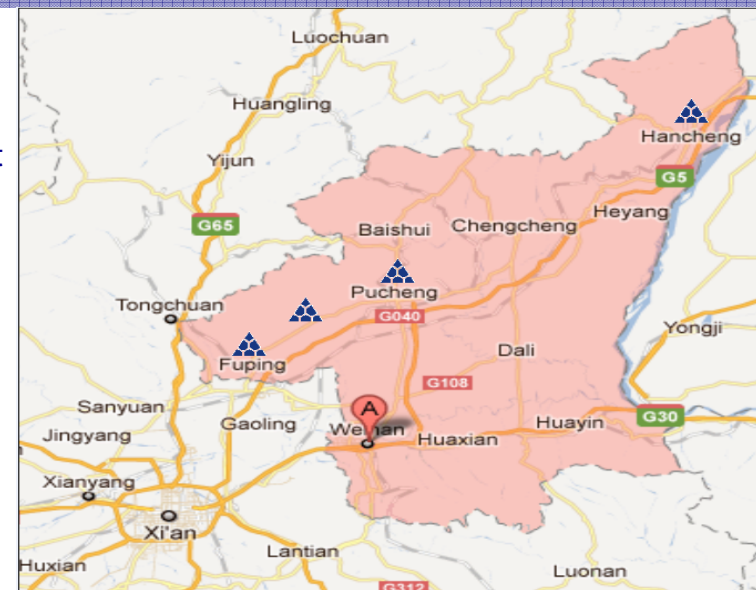 Luochuan
Huangling
Hancheng
Yijun
G5
Heyang
G65
Baishui
Chengcheng
Pucheng
Tongchuan
G040
Yongji
Dali
Fuping
G108
Sanyuan
A
Gaoling
G30
Jingyang
Huayin
Huaxian
Xianyang
Xi'an
Lantian
Huxian
Luonan
G312